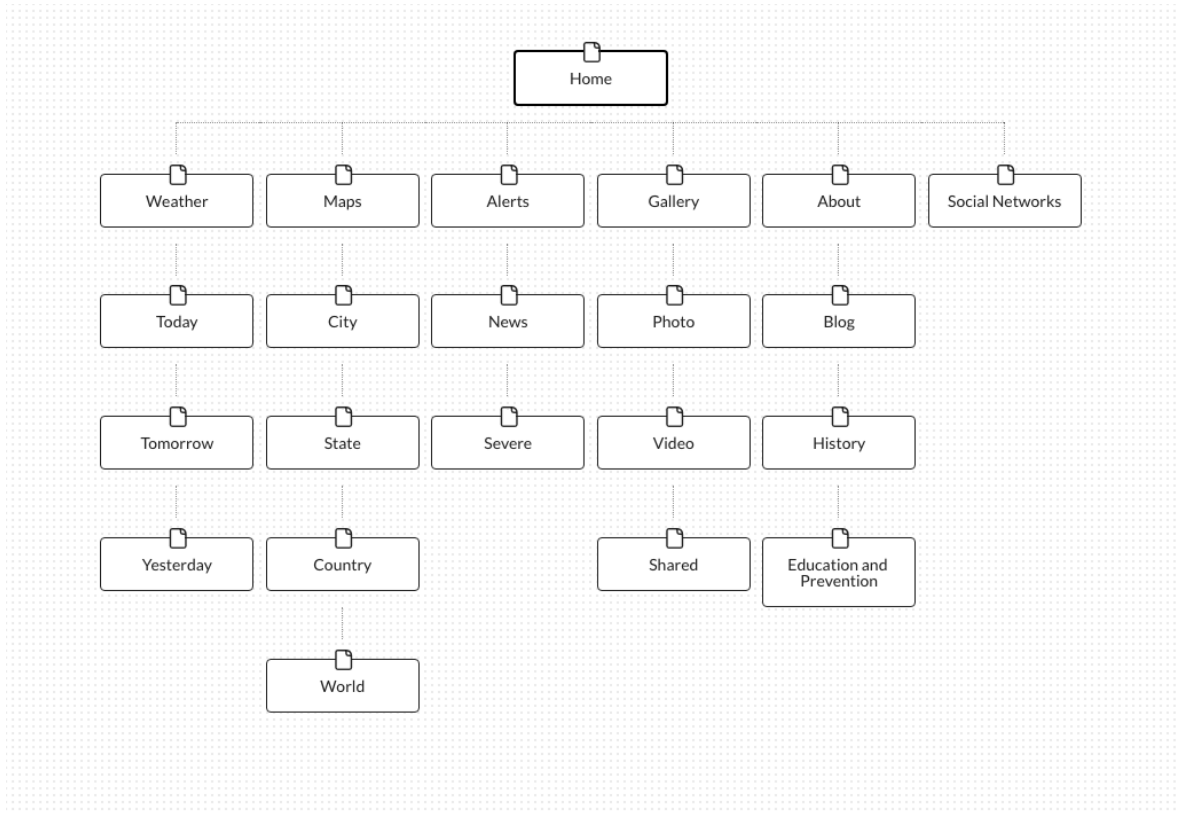 Home
Weather
Maps
Alerts
Gallery
About
Social Networks
Today
City
News
Photo
Blog
Tomorrow
State
Severe
Video
History
Yesterday
Country
Shared
Education and
Prevention
World